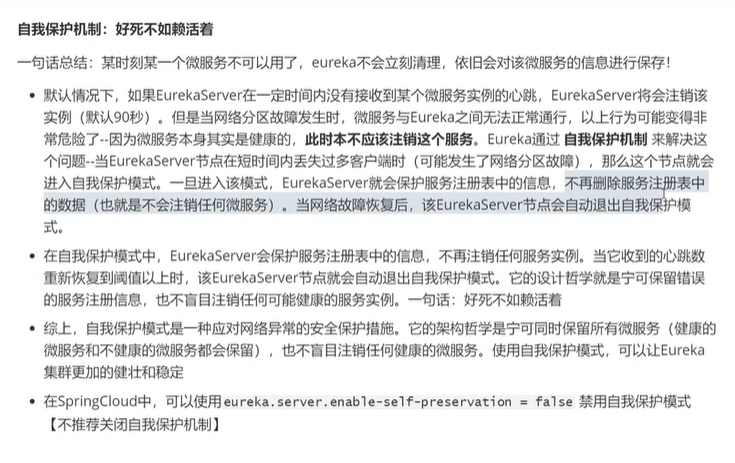 自我保护机制：好死不如赖活着
一句话总结：某时刻某一个微服务不可以用了，eureka不会立刻清理，依旧会对该微服务的信息进行保存！
• 默认情况下，如果EurekaServer在一定时间内没有接收到某个微服务实例的心跳，EurekaServer将会注销该
实例（默认90秒）。但是当网络分区故障发生时，微服务与Eureka之间无法正常通行，以上行为可能变得非
常危险了--因为微服务本身其实是健康的，此时本不应该注销这个服务。Eureka通过 自我保护机制 来解决这
个问题--当EurekaServer节点在短时间内丢失过多客户端时（可能发生了网络分区故障），那么这个节点就会
进入自我保护模式。一旦进入该模式，EurekaServer就会保护服务注册表中的信息，不再删除服务注册表中
的数据（也就是不会注销任何微服务）。当网络故障恢复后，该EurekaServer节点会自动退出自我保护模
式。
• 在自我保护模式中，EurekaServer会保护服务注册表中的信息，不再注销任何服务实例。当它收到的心跳数
重新恢复到阈值以上时，该EurekaServer节点就会自动退出自我保护模式。它的设计哲学就是宁可保留错误
的服务注册信息，也不盲目注销任何可能健康的服务实例。一句话：好死不如赖活着
• 综上，自我保护模式是一种应对网络异常的安全保护措施。它的架构哲学是宁可同时保留所有微服务（健康的
微服务和不健康的微服务都会保留），也不盲目注销任何健康的微服务。使用自我保护模式，可以让Eureka
集群更加的健壮和稳定
• 在SpringCloud中，可以使用eureka.server.enable-self-preservation = false 禁用自我保护模式
【不推荐关闭自我保护机制】